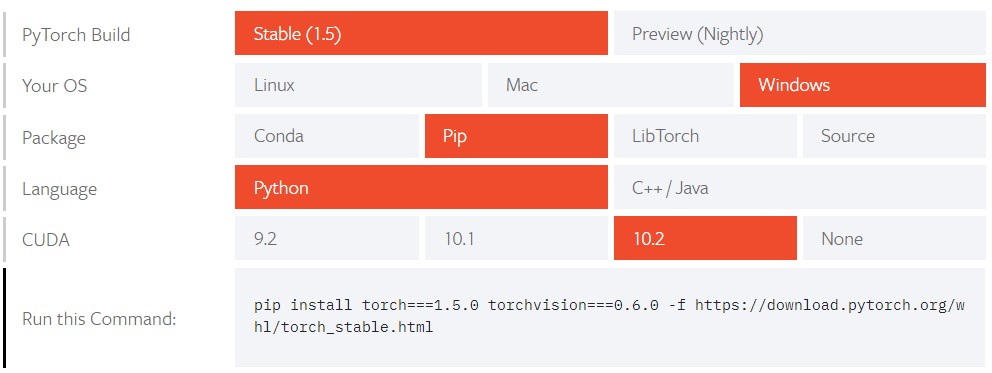 PyTorch Build Stable (1.5) Preview (Nightly)
Your OS Linux Mac Windows
Package Conda Pip LibTorch Source
Language Python C++ / Java
CUDA 9.2 10.1 10.2 None
Run this Command: pip install torch===1.5.0 torchvision===0.6.0 -f https://download.pytorch.org/w
hl/torch_stable.html